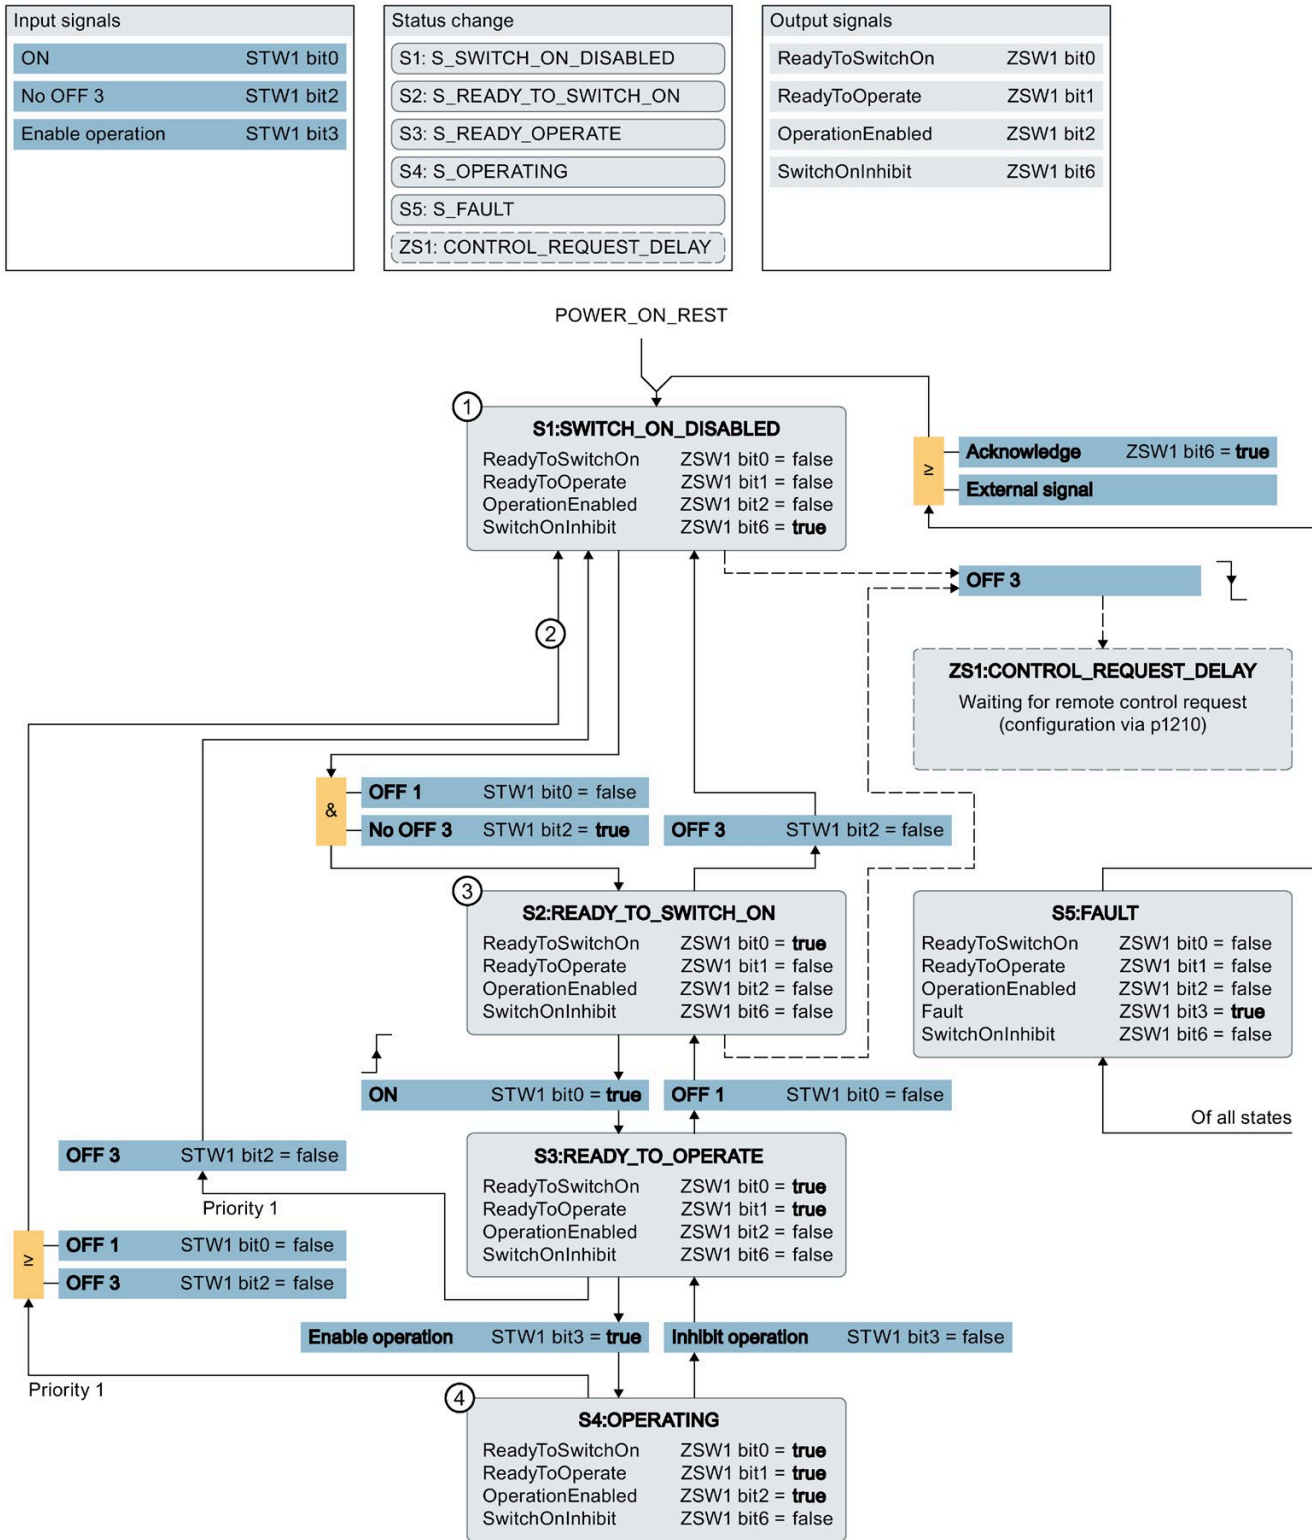 Input signals
ON STW1 bit0
No OFF 3 STW1 bit2
Enable operation STW1 bit3
Status change
S1: S_SWITCH_ON_DISABLED
S2: S_READY_TO_SWITCH_ON
S3: S_READY_OPERATE
S4: S_OPERATING
S5: S_FAULT
ZS1: CONTROL_REQUEST_DELAY
Output signals
ReadyToSwitchOn ZSW1 bit0
ReadyToOperate ZSW1 bit1
OperationEnabled ZSW1 bit2
SwitchOnInhibit ZSW1 bit6
POWER_ON_REST
1
S1:SWITCH_ON_DISABLED
ReadyToSwitchOn ZSW1 bit0 = false
ReadyToOperate ZSW1 bit1 = false
OperationEnabled ZSW1 bit2 = false
SwitchOnInhibit ZSW1 bit6 = true
≥
Acknowledge ZSW1 bit6 = true
External signal
OFF 3
2
ZS1:CONTROL_REQUEST_DELAY
Waiting for remote control request
(configuration via p1210)
&
OFF 1 STW1 bit0 = false
No OFF 3 STW1 bit2 = true
OFF 3 STW1 bit2 = false
3
S2:READY_TO_SWITCH_ON
ReadyToSwitchOn ZSW1 bit0 = true
ReadyToOperate ZSW1 bit1 = false
OperationEnabled ZSW1 bit2 = false
SwitchOnInhibit ZSW1 bit6 = false
S5:FAULT
ReadyToSwitchOn ZSW1 bit0 = false
ReadyToOperate ZSW1 bit1 = false
OperationEnabled ZSW1 bit2 = false
Fault ZSW1 bit3 = true
SwitchOnInhibit ZSW1 bit6 = false
Of all states
ON STW1 bit0 = true
OFF 1 STW1 bit0 = false
OFF 3 STW1 bit2 = false
Priority 1
S3:READY_TO_OPERATE
ReadyToSwitchOn ZSW1 bit0 = true
ReadyToOperate ZSW1 bit1 = true
OperationEnabled ZSW1 bit2 = false
SwitchOnInhibit ZSW1 bit6 = false
≥
OFF 1 STW1 bit0 = false
OFF 3 STW1 bit2 = false
Enable operation STW1 bit3 = true
Inhibit operation STW1 bit3 = false
Priority 1
4
S4:OPERATING
ReadyToSwitchOn ZSW1 bit0 = true
ReadyToOperate ZSW1 bit1 = true
OperationEnabled ZSW1 bit2 = true
SwitchOnInhibit ZSW1 bit6 = false